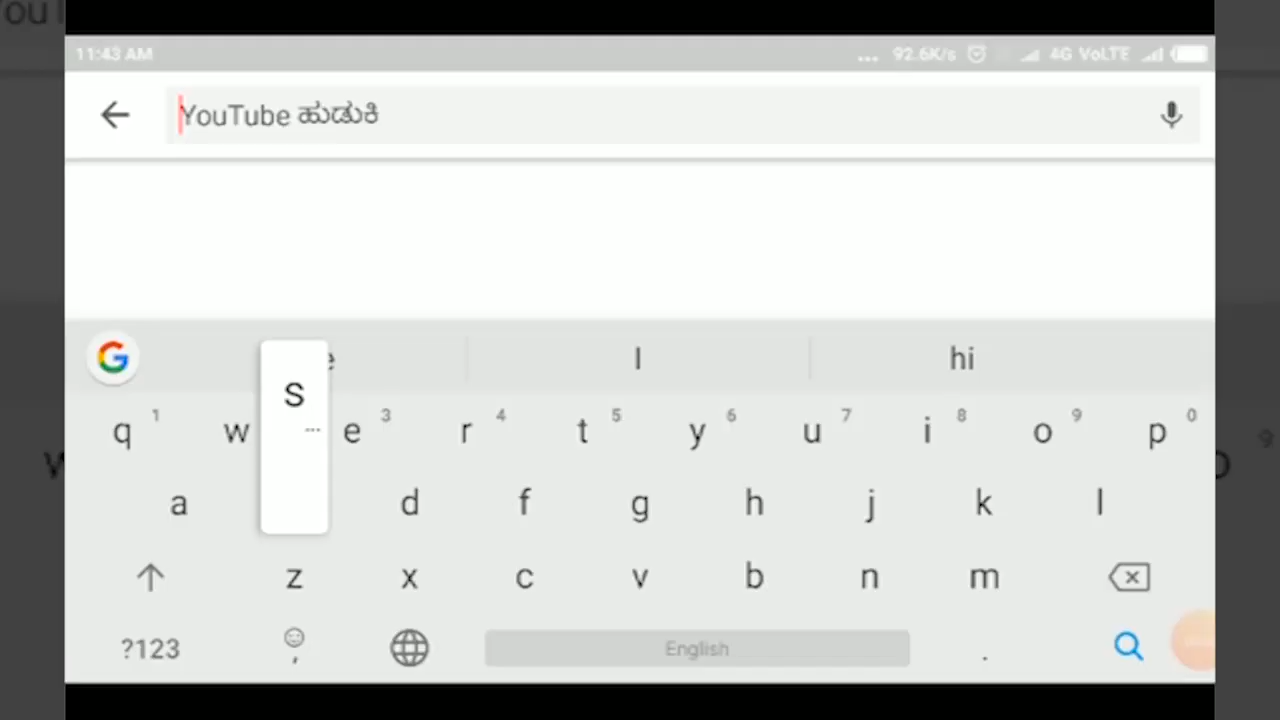 11:43 AM ... 92.6K/s 4G VoLTE
YouTube ಹುಡುಕಿ
G I hi
q 1 w e 3 r 4 t 5 y 6 u 7 i 8 o 9 p 0
S
a d f g h j k l
z x c v b n m
?123 , English .